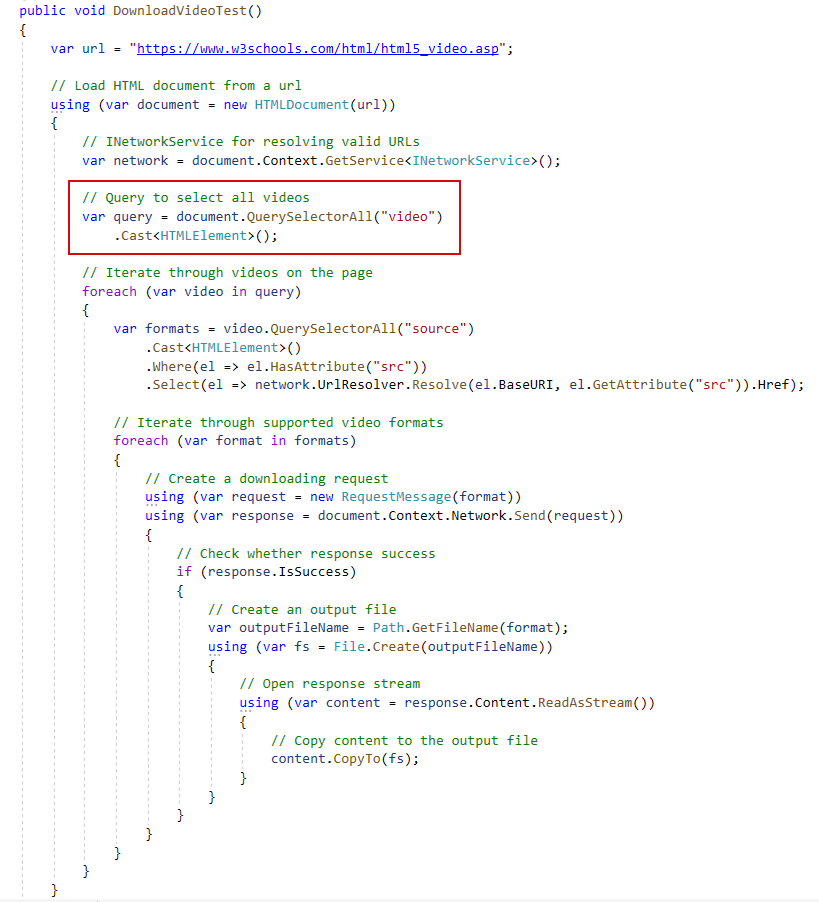 public void DownloadVideoTest()
{
    var url = "https://www.w3schools.com/html/html5_video.asp";
    // Load HTML document from a url
    using (var document = new HTMLDocument(url))
    {
        // INetworkService for resolving valid URLs
        var network = document.Context.GetService<INetworkService>();
        // Query to select all videos
        var query = document.QuerySelectorAll("video")
            .Cast<HTMLElement>();
        // Iterate through videos on the page
        foreach (var video in query)
        {
            var formats = video.QuerySelectorAll("source")
                .Cast<HTMLElement>()
                .Where(el => el.HasAttribute("src"))
                .Select(el => network.UrlResolver.Resolve(el.BaseURI, el.GetAttribute("src")).Href);
            // Iterate through supported video formats
            foreach (var format in formats)
            {
                // Create a downloading request
                using (var request = new RequestMessage(format))
                using (var response = document.Context.Network.Send(request))
                {
                    // Check whether response success
                    if (response.IsSuccess)
                    {
                        // Create an output file
                        var outputFileName = Path.GetFileName(format);
                        using (var fs = File.Create(outputFileName))
                        {
                            // Open response stream
                            using (var content = response.Content.ReadAsStream())
                            {
                                // Copy content to the output file
                                content.CopyTo(fs);
                            }
                        }
                    }
                }
            }
        }
    }